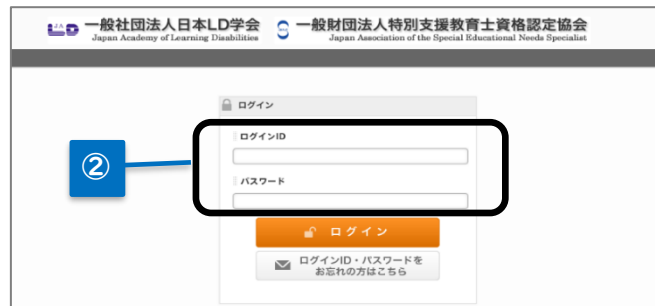 LD 一般社団法人日本LD学会 Japan Academy of Learning Disabilities
S 一般財団法人特別支援教育士資格認定協会 Japan Association of the Special Educational Needs Specialist
ログイン
ログインID
②
パスワード
ログイン
ログインID・パスワードを
お忘れの方はこちら